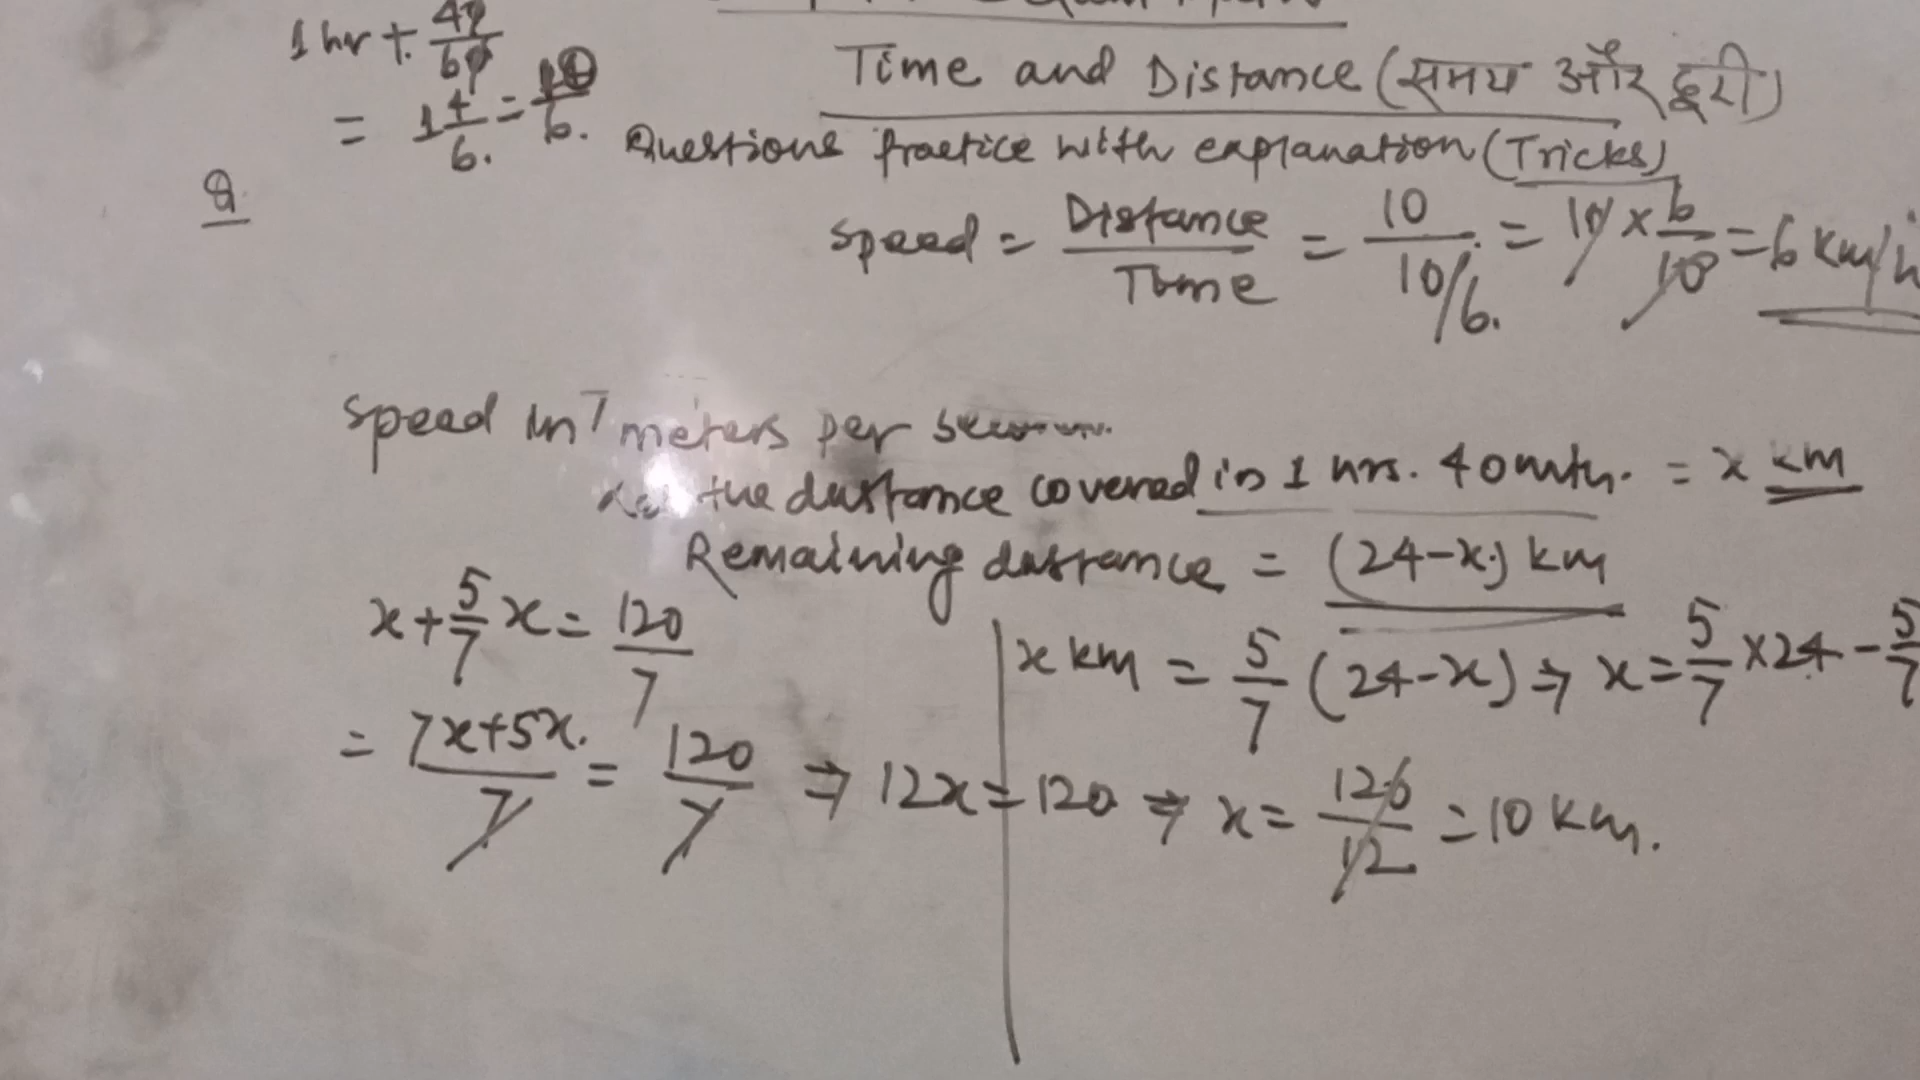 1 hr + 40/60
= 1 4/6. = 10/6.
Time and Distance (समय और दूरी)
Questions practice with explanation (Tricks)
Q
speed = Distance/Time = 10/10/6. = 10 × 6/10 = 6 km/h
speed in meters per
the distance covered in 1 hrs. 40 = x km
Remaining distance = (24-x) km
x + 5/7 x = 120/7
x km = 5/7 (24-x) ⇒ x = 5/7 × 24 - 5/7
= 7x+5x/7 = 120/7 ⇒ 12x = 120 ⇒ x = 120/12 = 10 km.